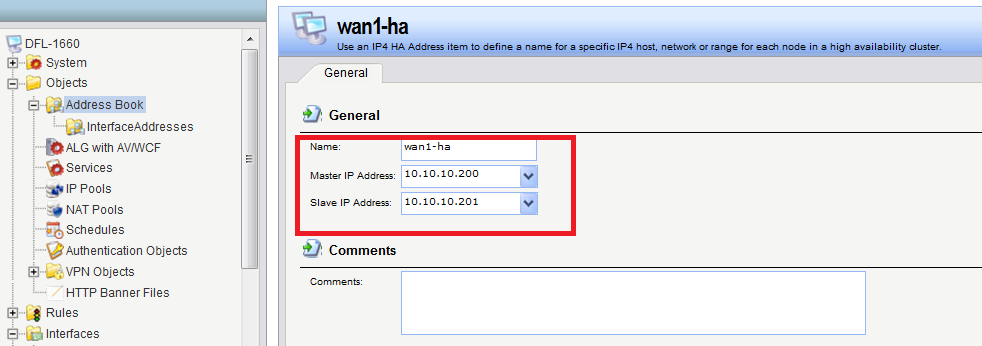 DFL-1660
System
Objects
Address Book
InterfaceAddresses
ALG with AV/WCF
Services
IP Pools
NAT Pools
Schedules
Authentication Objects
VPN Objects
HTTP Banner Files
Rules
Interfaces
wan1-ha
Use an IP4 HA Address item to define a name for a specific IP4 host, network or range for each node in a high availability cluster.
General
General
Name: wan1-ha
Master IP Address: 10.10.10.200
Slave IP Address: 10.10.10.201
Comments
Comments: